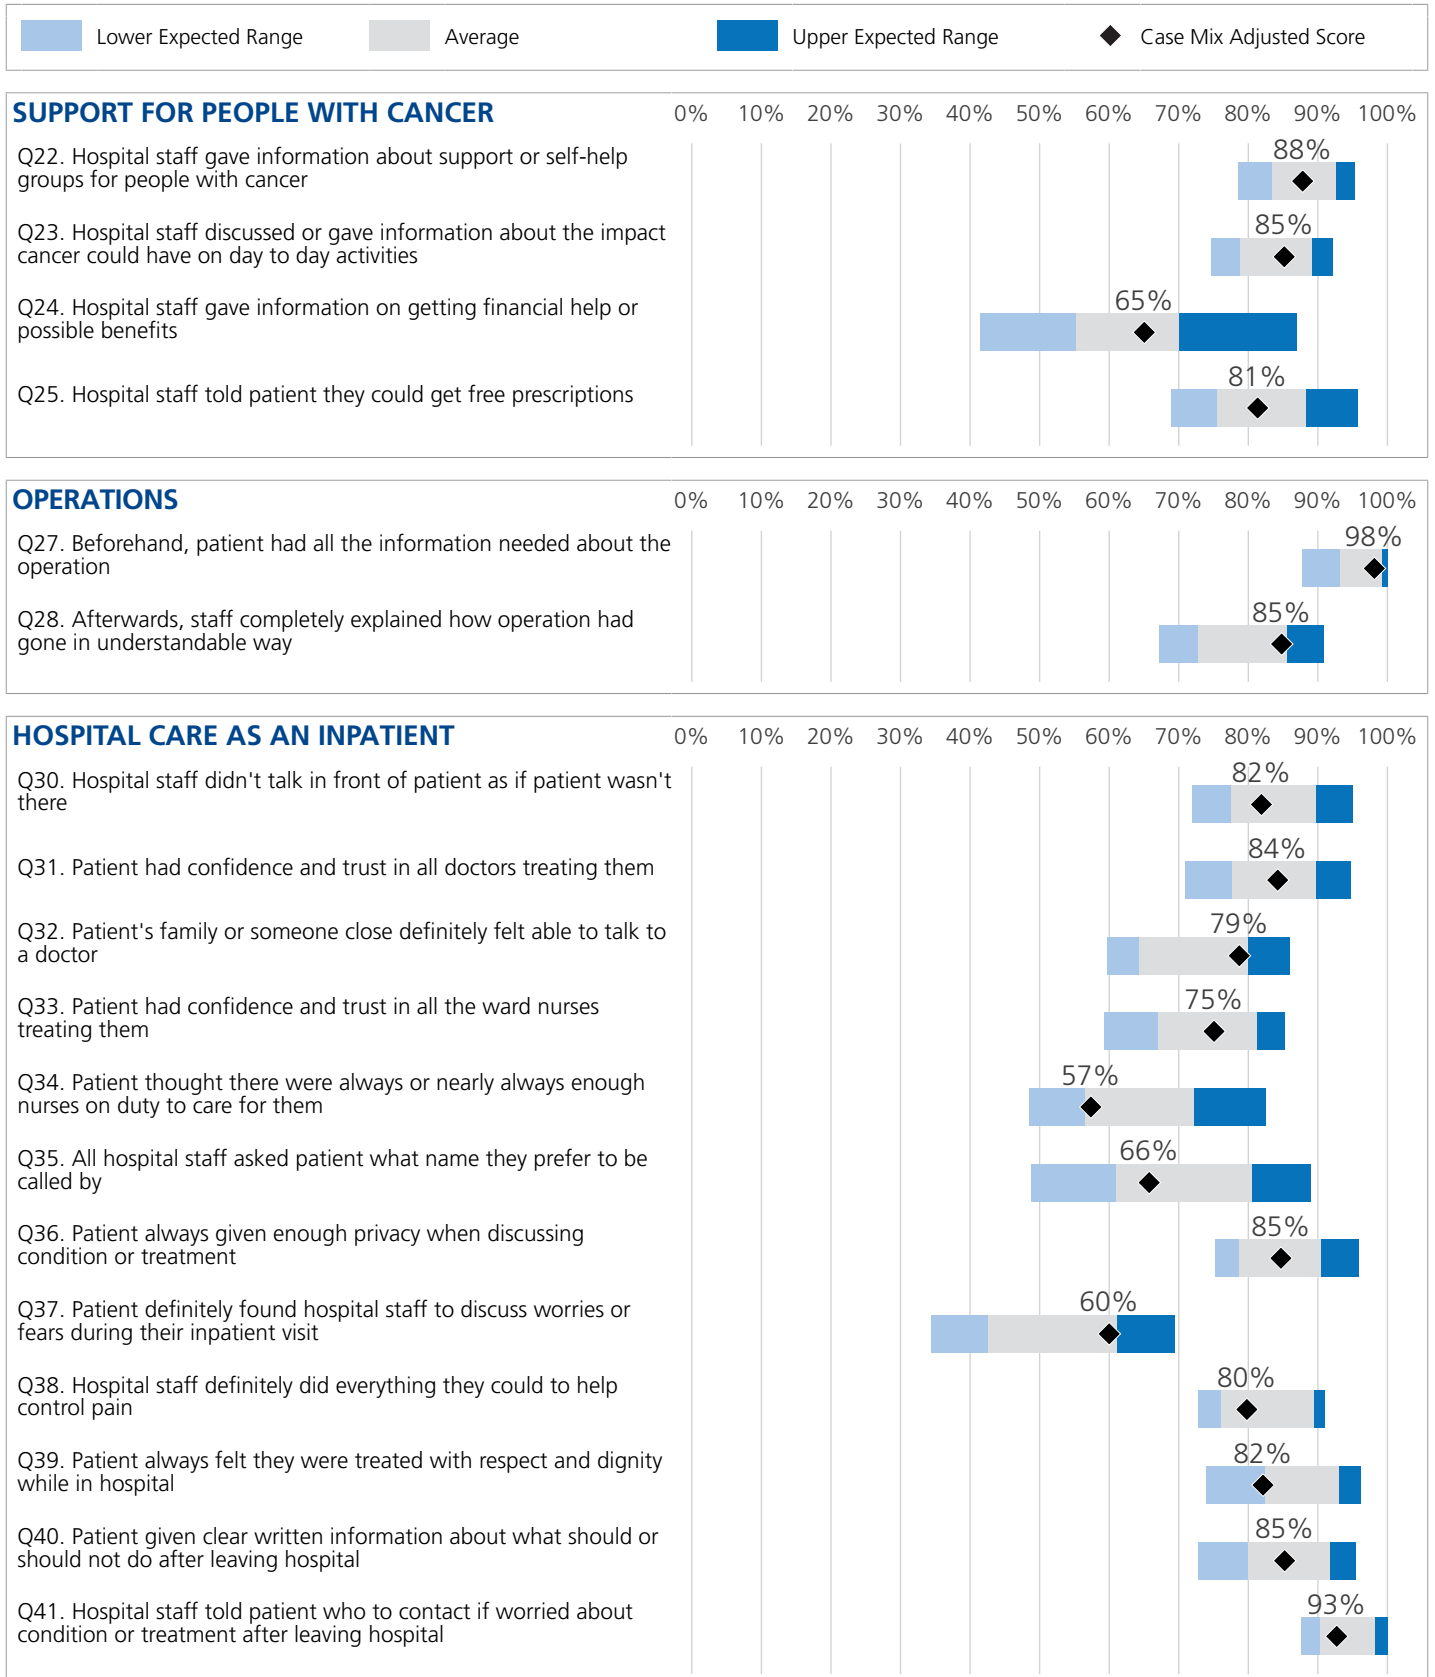 Lower Expected Range Average Upper Expected Range Case Mix Adjusted Score
SUPPORT FOR PEOPLE WITH CANCER 0% 10% 20% 30% 40% 50% 60% 70% 80% 90% 100%
Q22. Hospital staff gave information about support or self-help
groups for people with cancer
88%
Q23. Hospital staff discussed or gave information about the impact
cancer could have on day to day activities
85%
Q24. Hospital staff gave information on getting financial help or
possible benefits
65%
Q25. Hospital staff told patient they could get free prescriptions
81%
OPERATIONS 0% 10% 20% 30% 40% 50% 60% 70% 80% 90% 100%
Q27. Beforehand, patient had all the information needed about the
operation
98%
Q28. Afterwards, staff completely explained how operation had
gone in understandable way
85%
HOSPITAL CARE AS AN INPATIENT 0% 10% 20% 30% 40% 50% 60% 70% 80% 90% 100%
Q30. Hospital staff didn't talk in front of patient as if patient wasn't
there
82%
Q31. Patient had confidence and trust in all doctors treating them
84%
Q32. Patient's family or someone close definitely felt able to talk to
a doctor
79%
Q33. Patient had confidence and trust in all the ward nurses
treating them
75%
Q34. Patient thought there were always or nearly always enough
nurses on duty to care for them
57%
Q35. All hospital staff asked patient what name they prefer to be
called by
66%
Q36. Patient always given enough privacy when discussing
condition or treatment
85%
Q37. Patient definitely found hospital staff to discuss worries or
fears during their inpatient visit
60%
Q38. Hospital staff definitely did everything they could to help
control pain
80%
Q39. Patient always felt they were treated with respect and dignity
while in hospital
82%
Q40. Patient given clear written information about what should or
should not do after leaving hospital
85%
Q41. Hospital staff told patient who to contact if worried about
condition or treatment after leaving hospital
93%